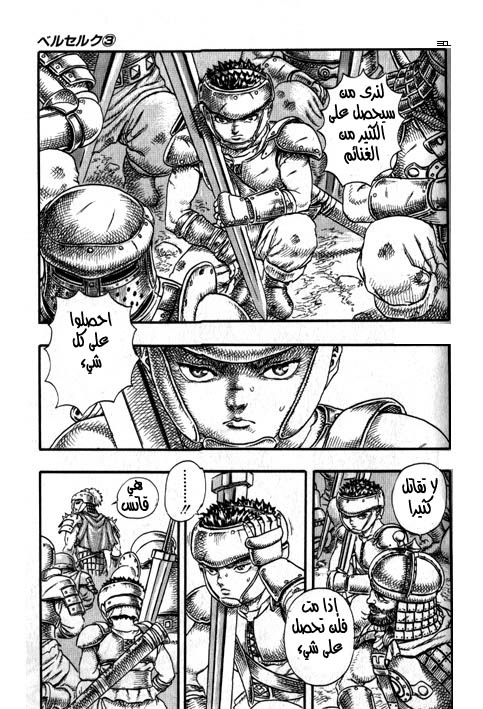 ベルセルク③
لنرى من
سيحصل على
الكثير من
الغنائم
احصلوا
على كل
شيء
لا تقاتل
كثيرا
إذا مت
فلن تحصل
على شيء
......!!
هي
قاتس